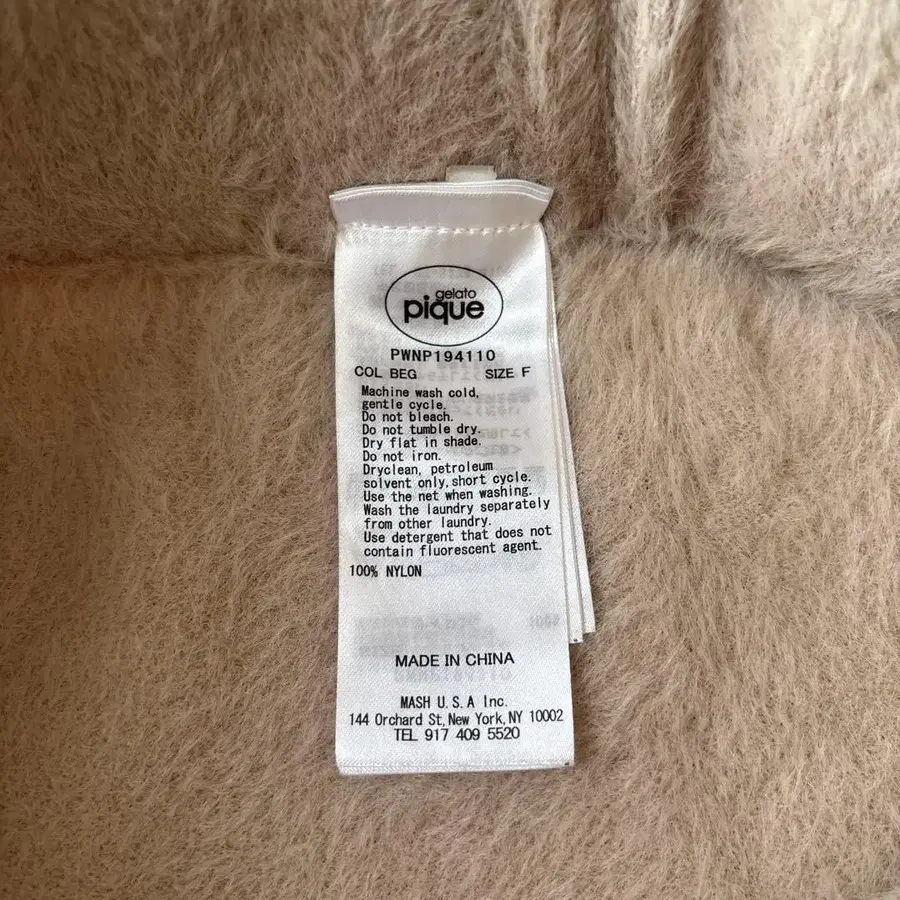 gelato
pique
PWNP194110
COL BEG SIZE F
Machine wash cold,
gentle cycle.
Do not bleach.
Do not tumble dry.
Dry flat in shade.
Do not iron.
Dryclean, petroleum
solvent only, short cycle.
Use the net when washing.
Wash the laundry separately
from other laundry.
Use detergent that does not
contain fluorescent agent.
100% NYLON
MADE IN CHINA
MASH U.S.A Inc.
144 Orchard St, New York, NY 10002
TEL 917 409 5520